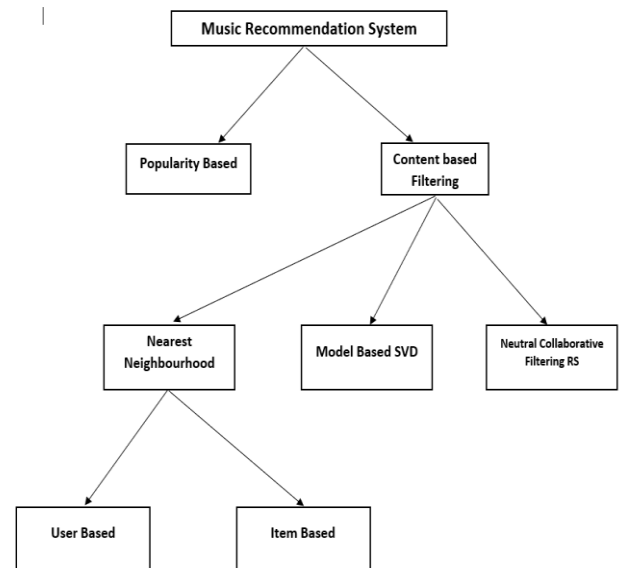 Music Recommendation System
Popularity Based
Content based
Filtering
Nearest
Neighbourhood
Model Based SVD
Neutral Collaborative
Filtering RS
User Based
Item Based